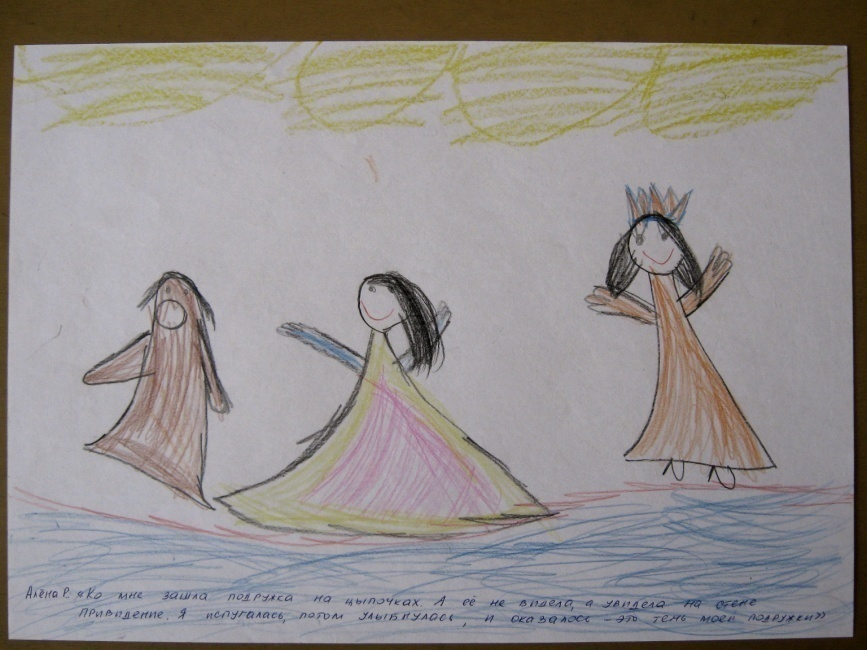 Алёна Р. «Ко мне зашла подружка на цыпочках. А её не видела, а увидела на стене
привидение. Я испугалась, потом улыбнулась, и оказалось – это тень моей подружки»